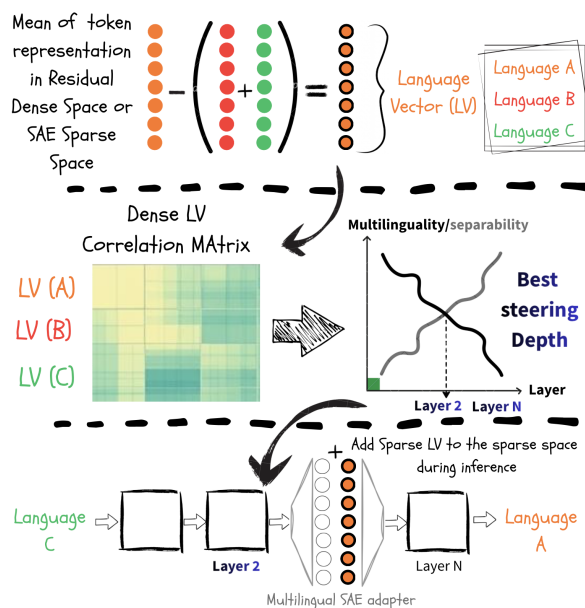 Mean of token
representation
in Residual
Dense Space or
SAE Sparse
Space
-
(
+
)
=
Language
Vector (LV)
Language A
Language B
Language C
Dense LV
Correlation MAtrix
LV (A)
LV (B)
LV (C)
Multilinguality/separability
Best
steering
Depth
Layer
Layer 2
Layer N
+
Add Sparse LV to the sparse space
during inference
Language
C
Layer 2
Layer N
Language
A
Multilingual SAE adapter